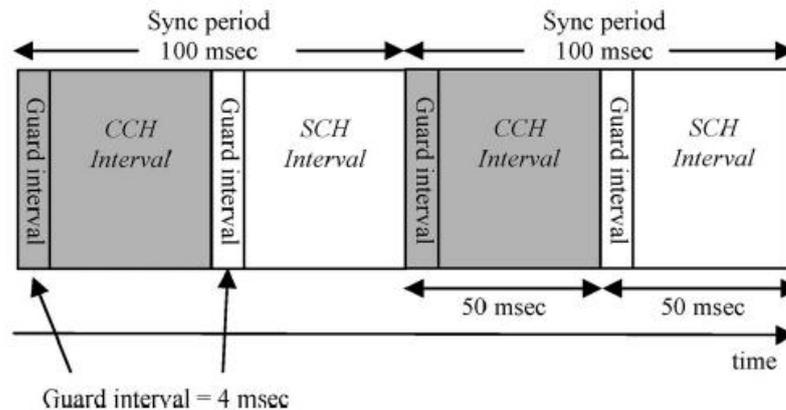 Sync period
100 msec
Sync period
100 msec
Guard interval
CCH
Interval
Guard interval
SCH
Interval
Guard interval
CCH
Interval
Guard interval
SCH
Interval
50 msec
50 msec
time
Guard interval = 4 msec